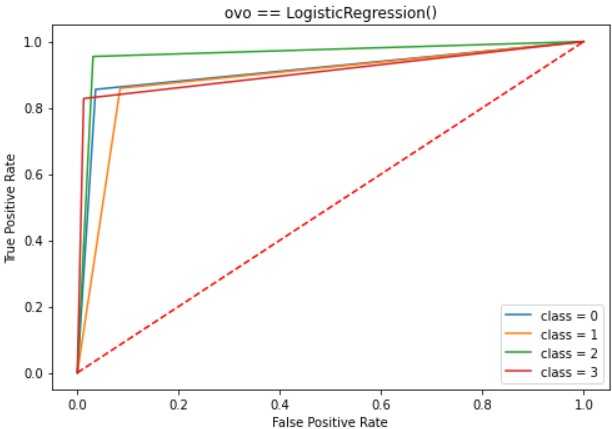 ovo == LogisticRegression()
True Positive Rate
1.0
0.8
0.6
0.4
0.2
0.0
class = 0
class = 1
class = 2
class = 3
0.0 0.2 0.4 0.6 0.8 1.0
False Positive Rate